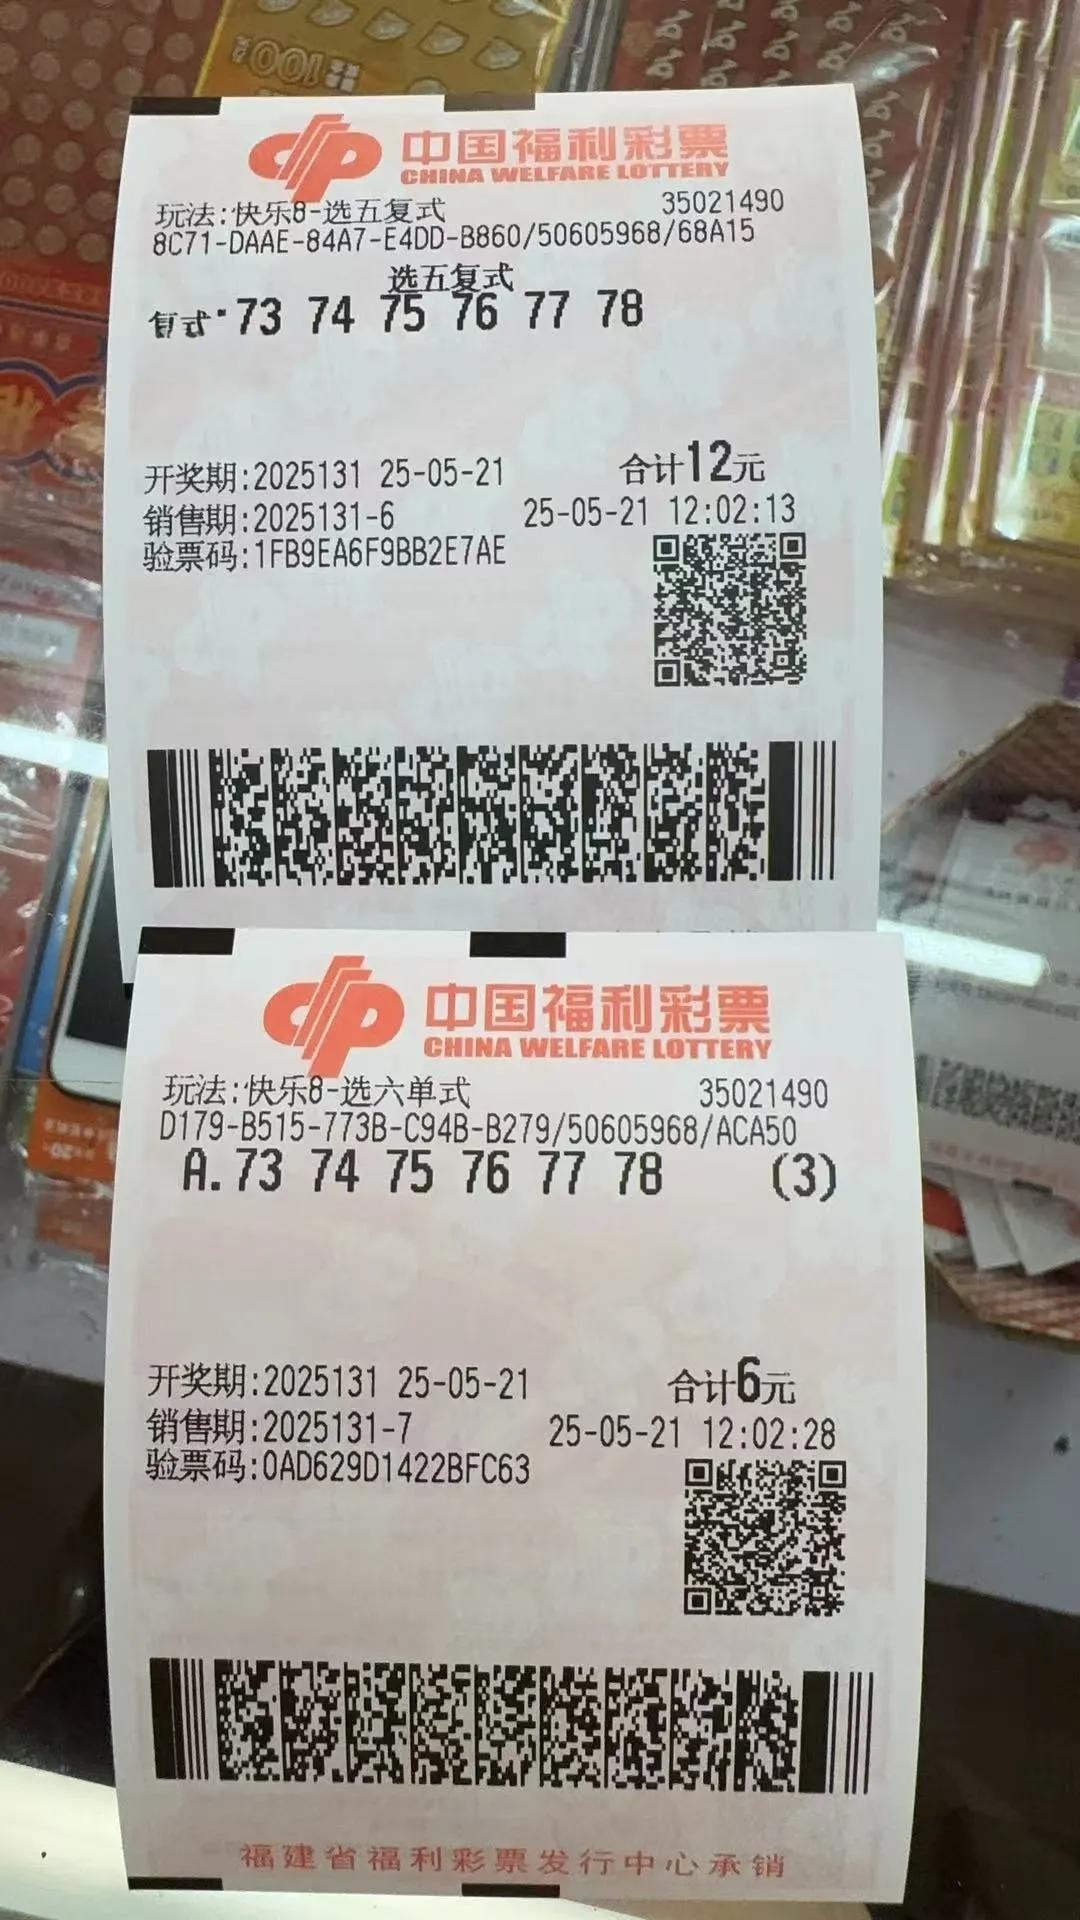 100
中国福利彩票
CHINA WELFARE LOTTERY
玩法:快乐8-选五复式 35021490
8C71-DAAE-84A7-E4DD-B860/50605968/68A15
选五复式
复式·73 74 75 76 77 78
开奖期:2025131 25-05-21 合计12元
销售期:2025131-6 25-05-21 12:02:13
验票码:1FB9EA6F9BB2E7AE
中国福利彩票
CHINA WELFARE LOTTERY
玩法:快乐8-选六单式 35021490
D179-B515-773B-C94B-B279/50605968/ACA50
A.73 74 75 76 77 78 (3)
开奖期:2025131 25-05-21 合计6元
销售期:2025131-7 25-05-21 12:02:28
验票码:0AD629D1422BFC63
福建省福利彩票发行中心承销